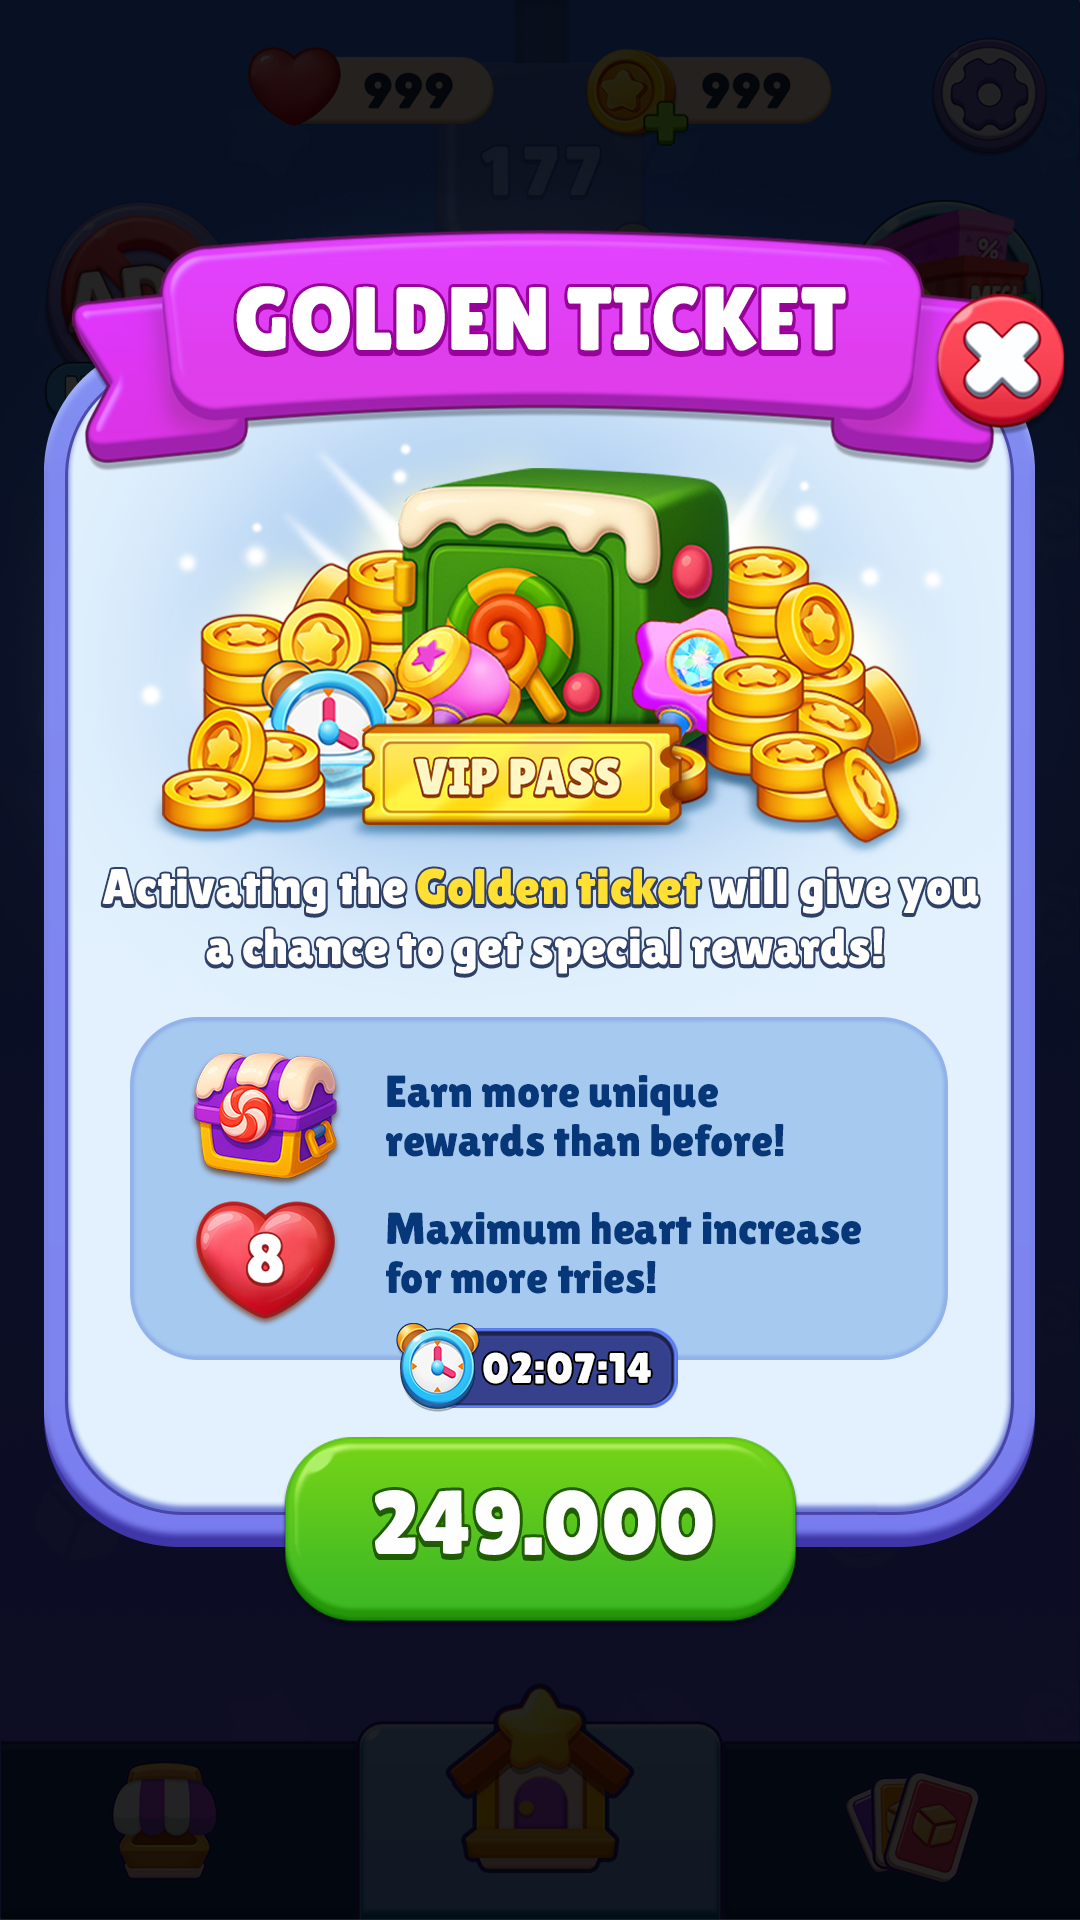 999
999
177
%
GOLDEN TICKET
VIP PASS
Activating the Golden ticket will give you
a chance to get special rewards!
Earn more unique
rewards than before!
8
Maximum heart increase
for more tries!
02:07:14
249.000